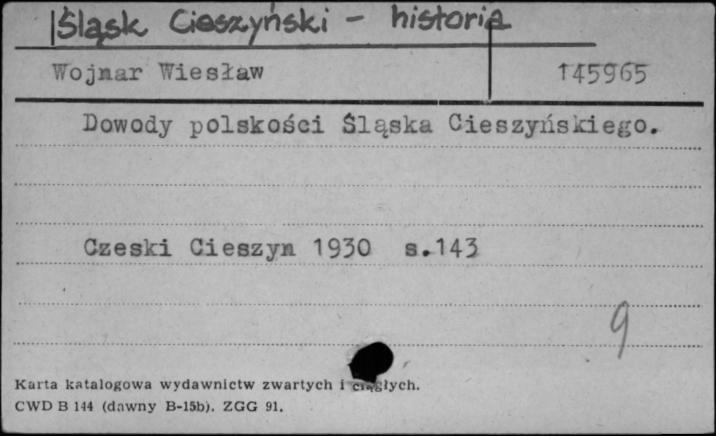 Śląsk Cieszyński - historia
Wojnar Wiesław 145965
Dowody polskości Śląska Cieszyńskiego.
Czeski Cieszyn 1930 s.143
9
Karta katalogowa wydawnictw zwartych i ciągłych.
CWD B 144 (dawny B-15b). ZGG 91.